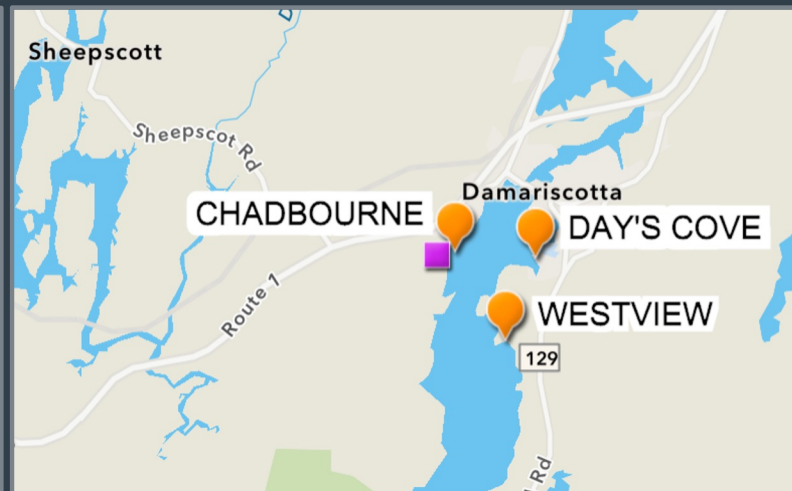 D
Sheepscott
Sheepscot Rd
Damariscotta
CHADBOURNE
DAY'S COVE
Route 1
WESTVIEW
129
Rd